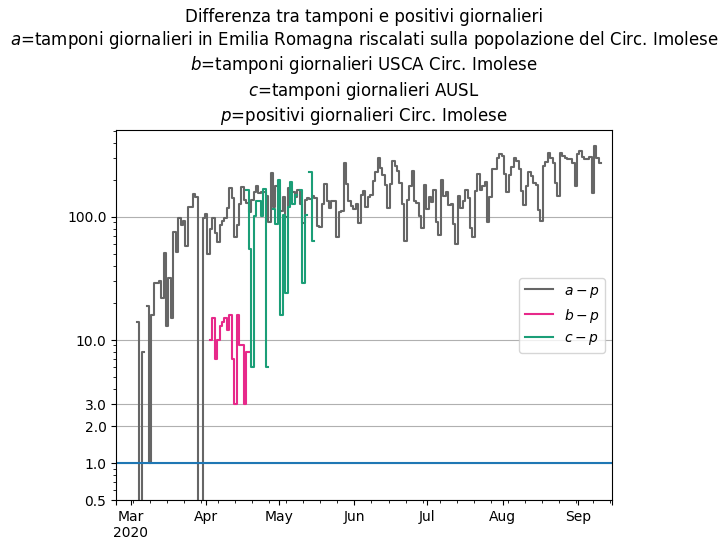 Differenza tra tamponi e positivi giornalieri
a=tamponi giornalieri in Emilia Romagna riscalati sulla popolazione del Circ. Imolese
b=tamponi giornalieri USCA Circ. Imolese
c=tamponi giornalieri AUSL
p=positivi giornalieri Circ. Imolese
100.0
10.0
3.0
2.0
1.0
0.5
a − p
b − p
c − p
Mar Apr May Jun Jul Aug Sep
2020